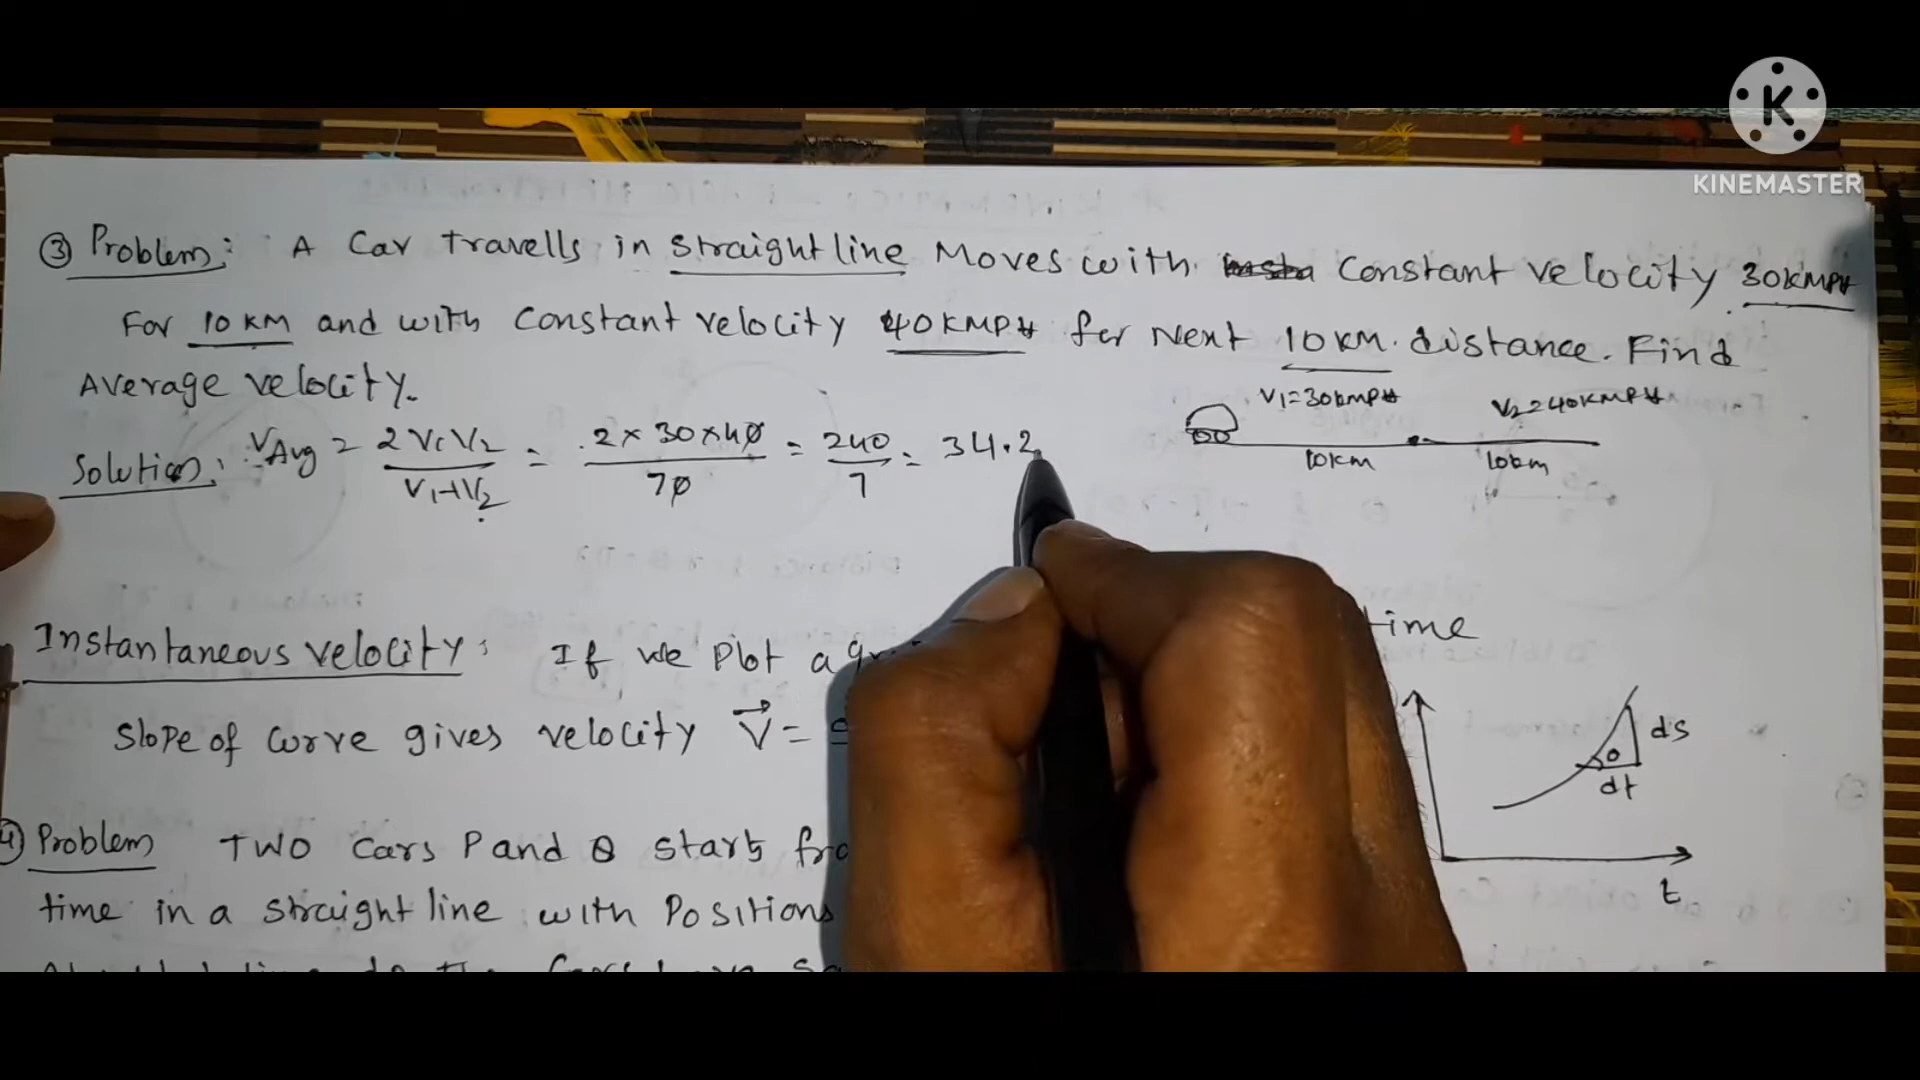 KINEMASTER
③ Problem: A Car travells in straight line Moves with constant velocity 30KMPH
For 10 KM and with constant velocity 40KMPH for Next 10 KM. distance. Find
Average velocity.
V1=30kmPH V2=40KMPH
Solution: VAvg = 2V1V2/V1+V2 = 2×30×40/70 = 240/7 = 34.2
10km 10km
Instantaneous velocity: If we Plot a time
Slope of corve gives velocity V⃗ =
ds
θ
dt
t
④ Problem Two Cars P and Q starts
time in a straight line with Positions